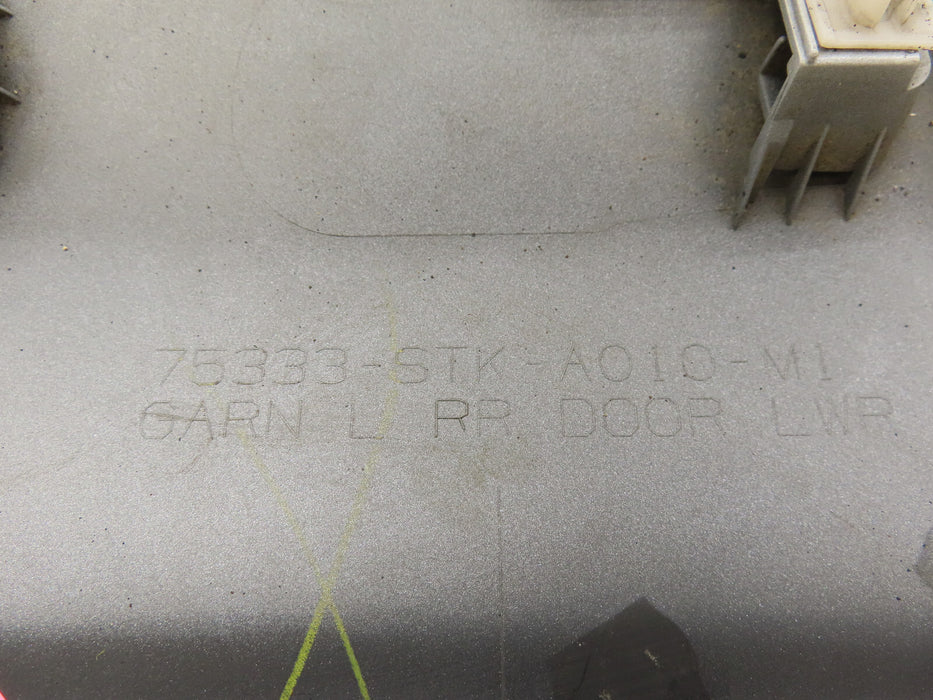 75333-STK-A010-M1
GARN L RR DOOR LWR